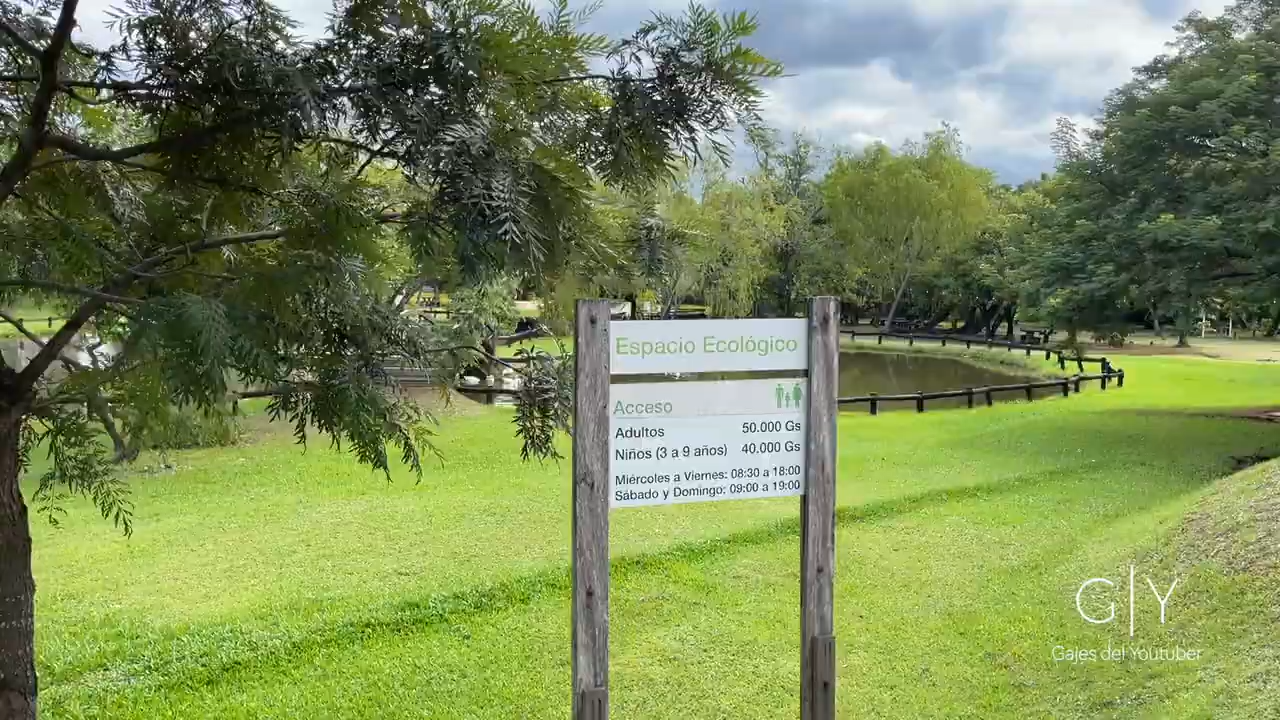 Espacio Ecológico
Acceso
Adultos 50.000 Gs
Niños (3 a 9 años) 40.000 Gs
Miércoles a Viernes: 08:30 a 18:00
Sábado y Domingo: 09:00 a 19:00
G|Y
Gajes del Youtuber